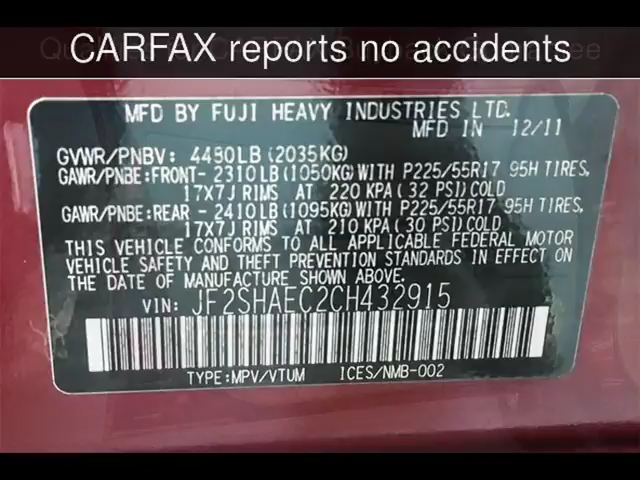 CARFAX reports no accidents
MFD BY FUJI HEAVY INDUSTRIES LTD.
MFD IN 12/11
GVWR/PNBV: 4480LB(2035KG)
GAWR/PNBE:FRONT-2310LB(1050KG)WITH P225/55R17 95H TIRES,
17X7J RIMS AT 220 KPA(32 PSI)COLD
GAWR/PNBE:REAR -2410LB(1095KG)WITH P225/55R17 95H TIRES,
17X7J RIMS AT 210 KPA(30 PSI)COLD
THIS VEHICLE CONFORMS TO ALL APPLICABLE FEDERAL MOTOR
VEHICLE SAFETY AND THEFT PREVENTION STANDARDS IN EFFECT ON
THE DATE OF MANUFACTURE SHOWN ABOVE.
VIN: JF2SHAEC2CH432915
TYPE:MPV/VTUM ICES/NMB-002